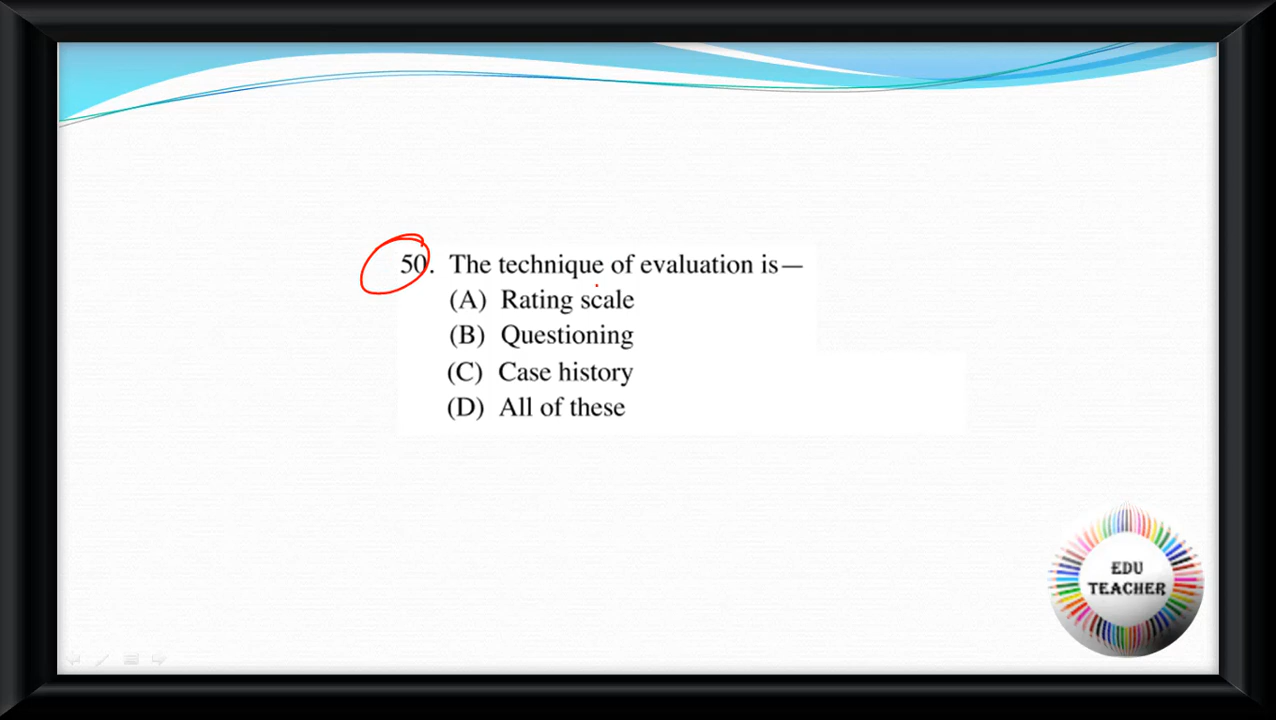 50. The technique of evaluation is—
(A) Rating scale
(B) Questioning
(C) Case history
(D) All of these
EDU
TEACHER